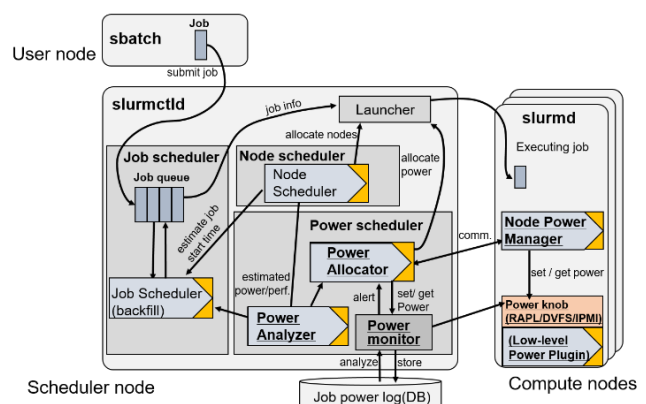 Job
sbatch
User node
submit job
slurmctld
job info
Launcher
slurmd
allocate nodes
Executing job
Job scheduler
Node scheduler
allocate
power
Job queue
Node
Scheduler
estimate job
start time
Power scheduler
comm.
Node Power
Manager
Power
Allocator
estimated
power/perf.
set / get power
Job Scheduler
(backfill)
alert
set/ get
Power
Power knob
(RAPL/DVFS/IPMI)
Power
Analyzer
Power
monitor
(Low-level
Power Plugin)
analyze
store
Scheduler node
Job power log(DB)
Compute nodes